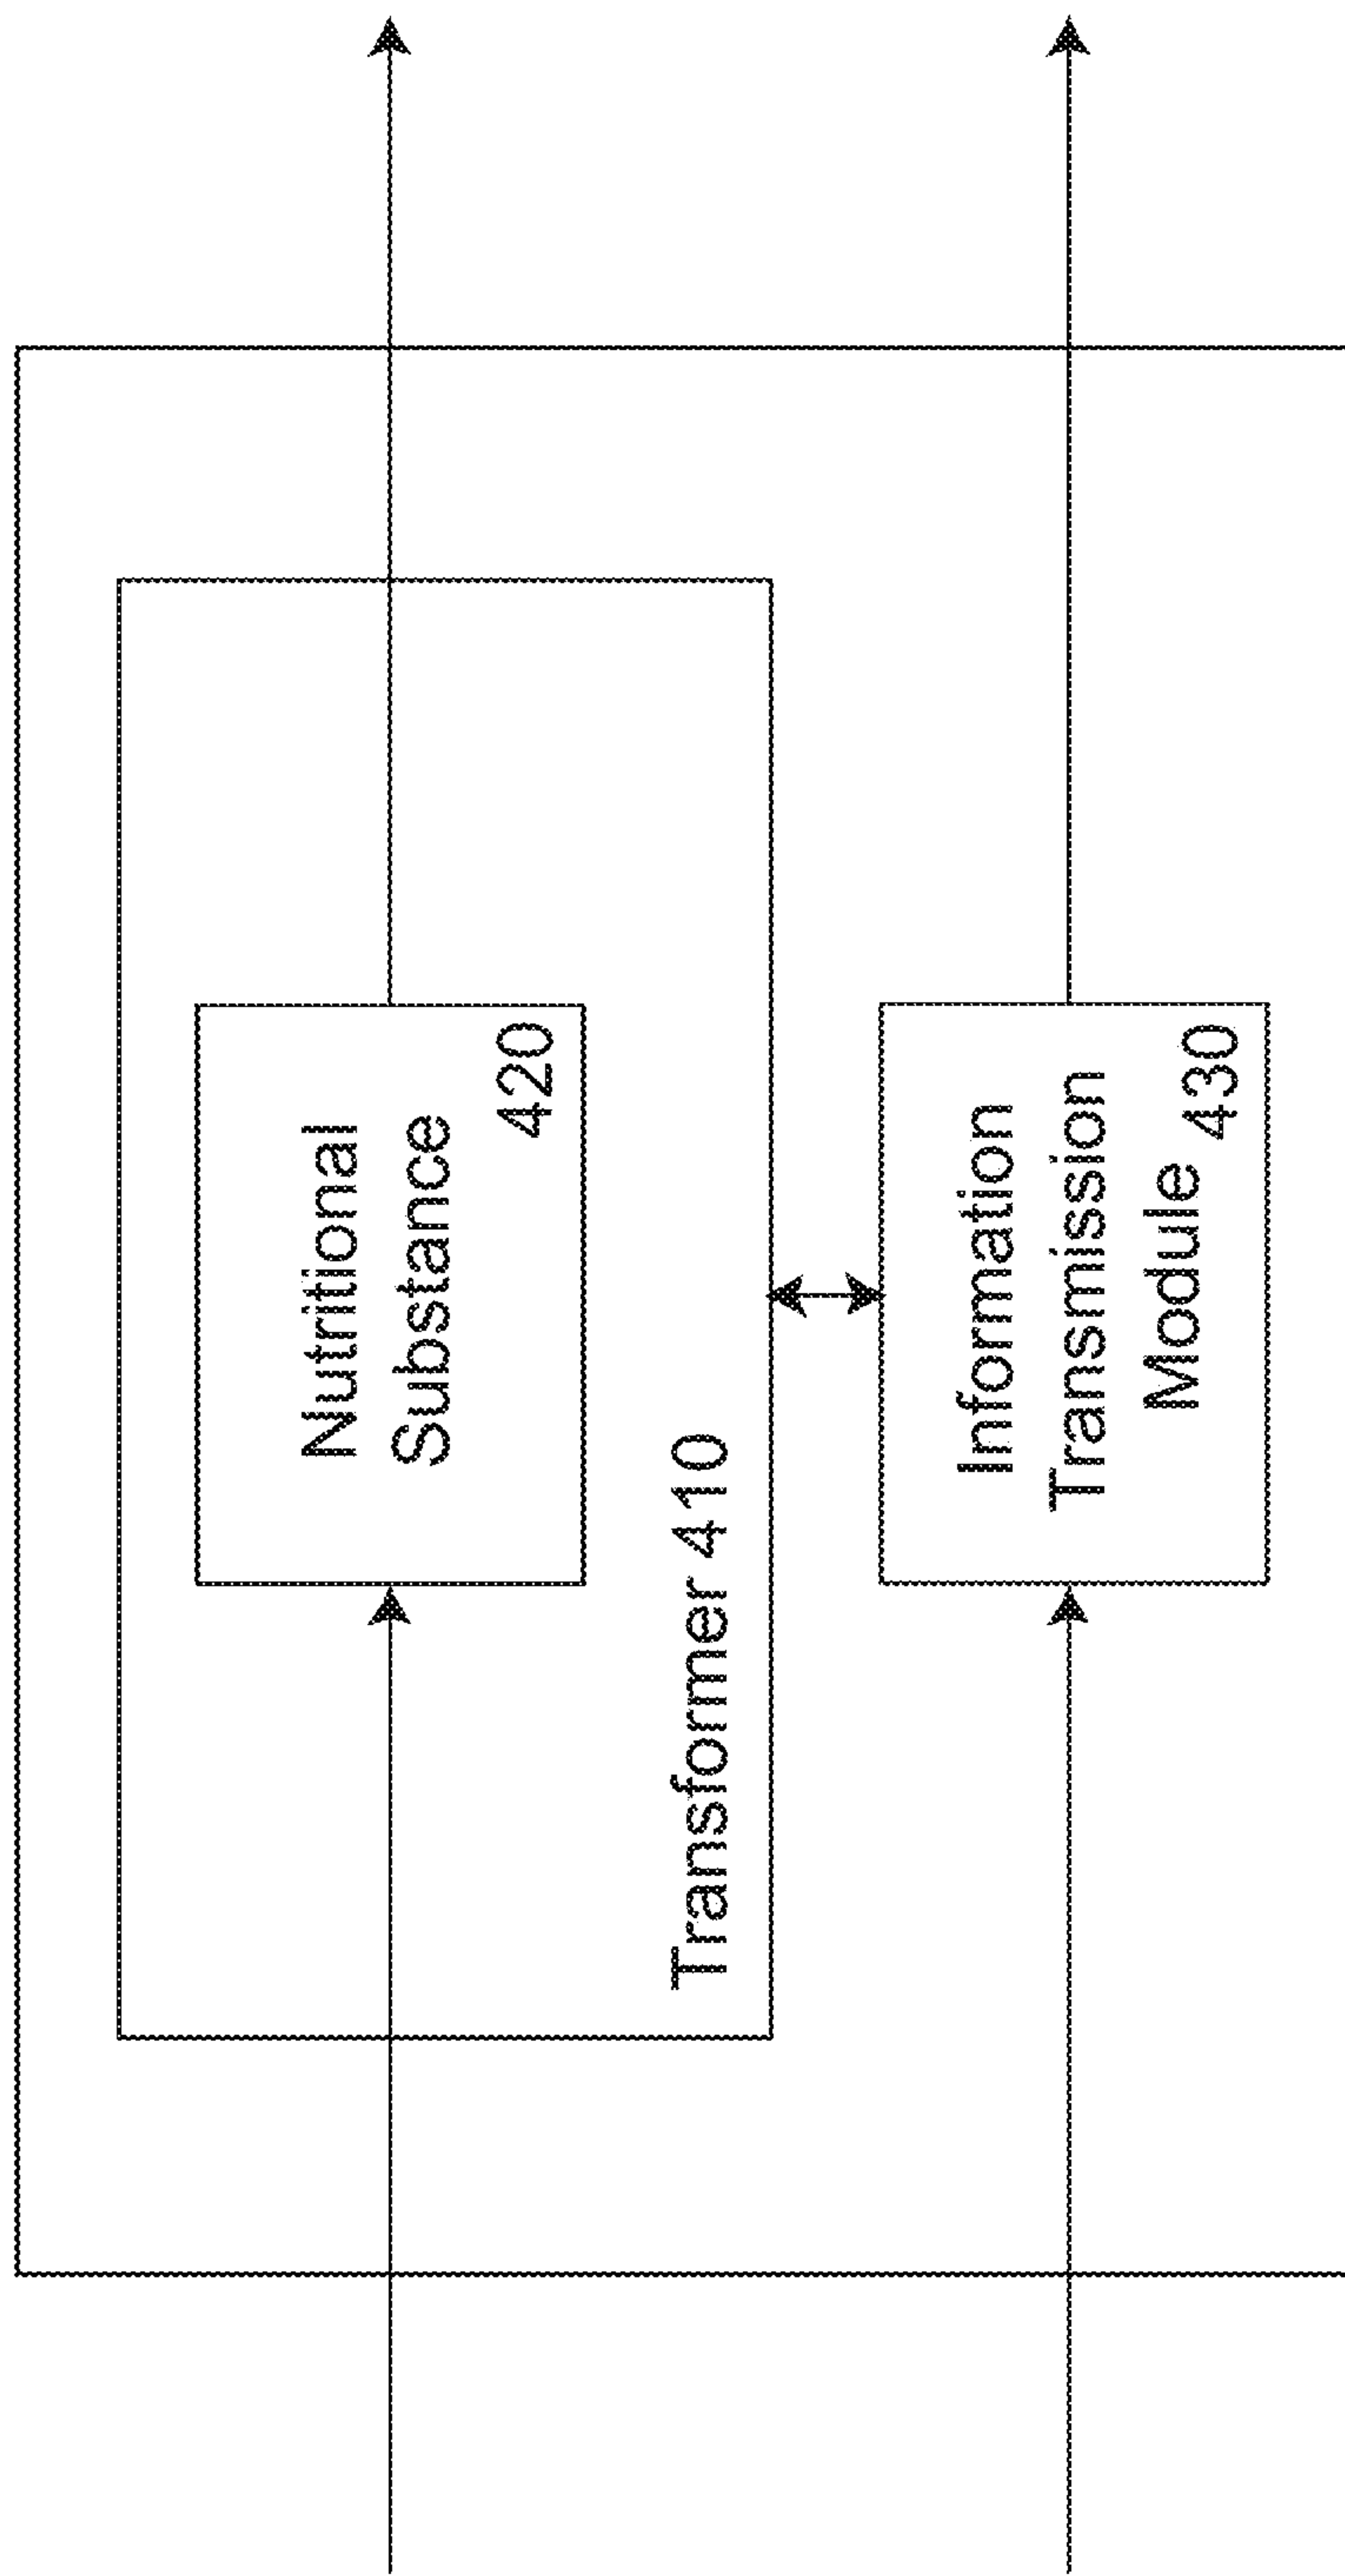 Nutritional
Substance
420
Transformer 410
Information
Transmission
Module 430